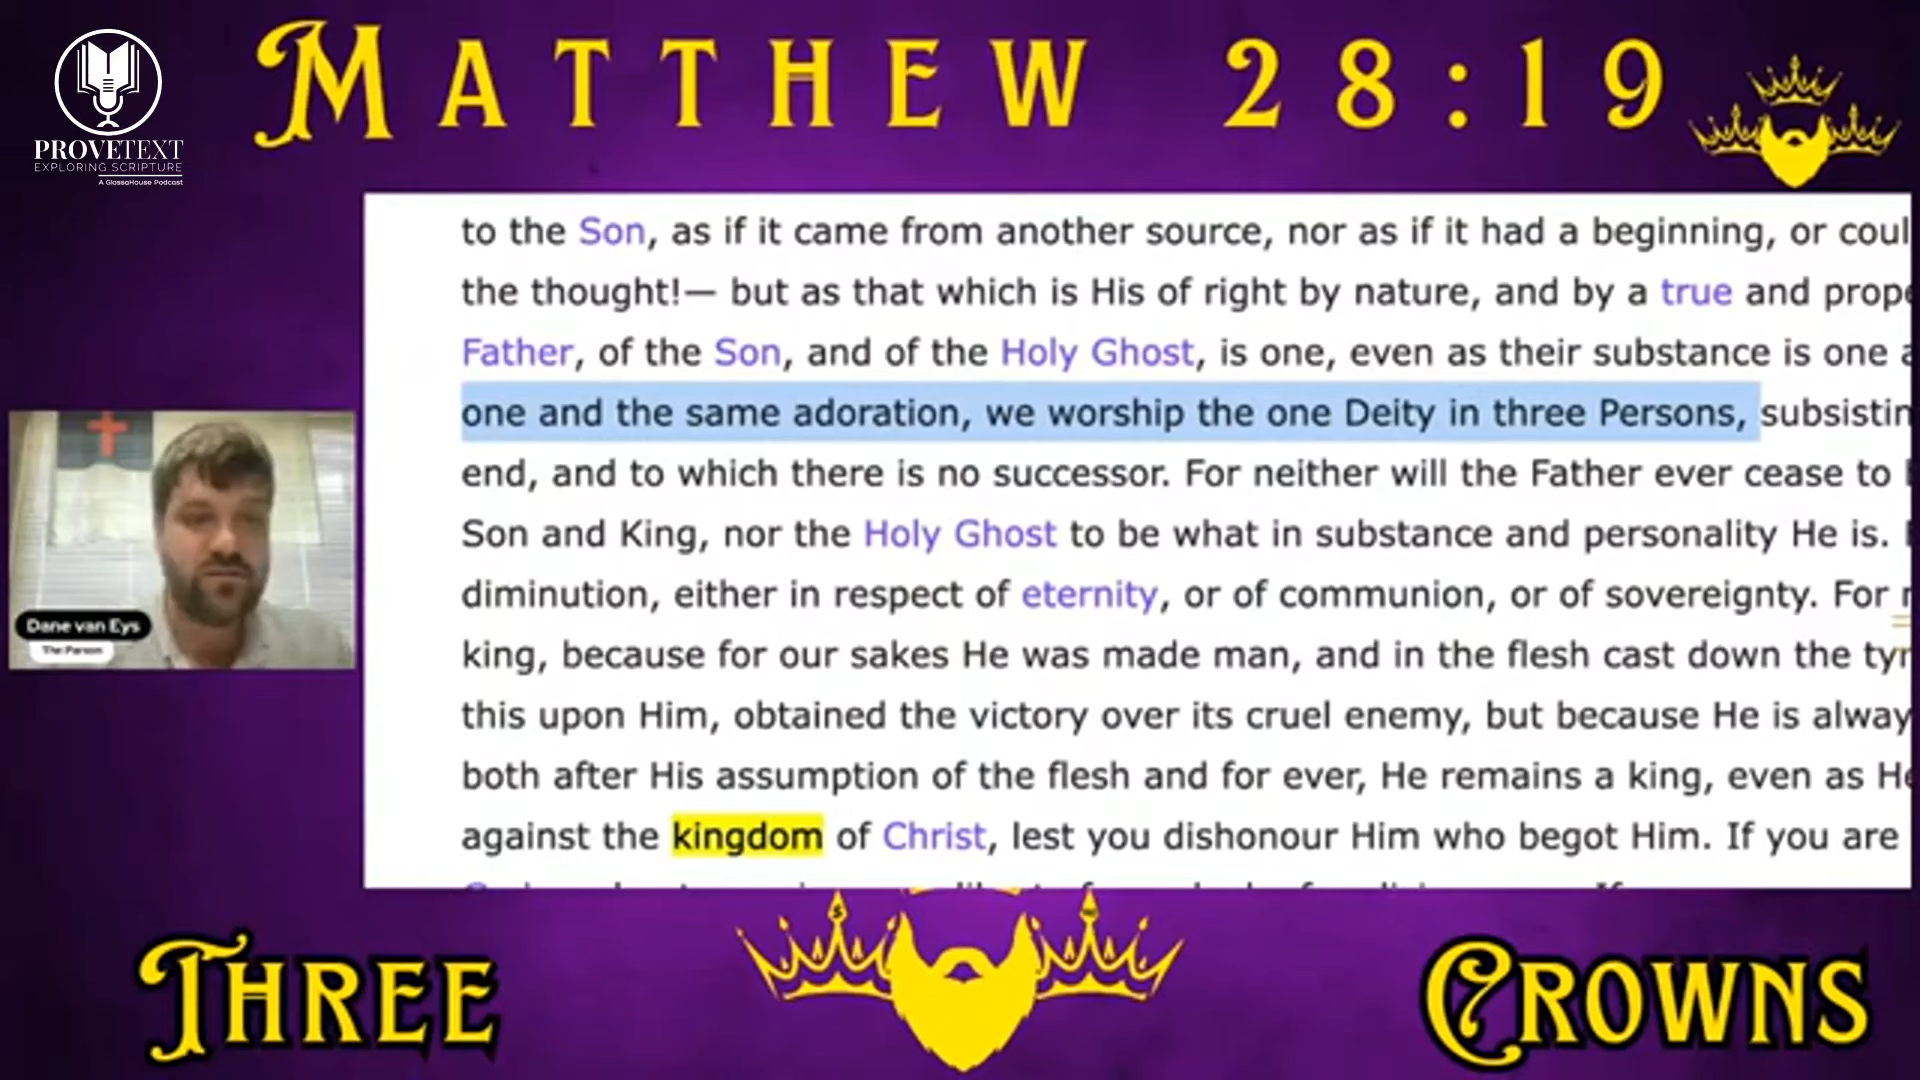 MATTHEW 28:19
PROVETEXT
EXPLORING SCRIPTURE
A GlossaHouse Podcast
to the Son, as if it came from another source, nor as if it had a beginning, or coul
the thought!— but as that which is His of right by nature, and by a true and prope
Father, of the Son, and of the Holy Ghost, is one, even as their substance is one a
one and the same adoration, we worship the one Deity in three Persons, subsistin
end, and to which there is no successor. For neither will the Father ever cease to
Son and King, nor the Holy Ghost to be what in substance and personality He is.
diminution, either in respect of eternity, or of communion, or of sovereignty. For
king, because for our sakes He was made man, and in the flesh cast down the tyr
this upon Him, obtained the victory over its cruel enemy, but because He is alway
both after His assumption of the flesh and for ever, He remains a king, even as He
against the kingdom of Christ, lest you dishonour Him who begot Him. If you are
Dane van Eys
The Parson
THREE CROWNS